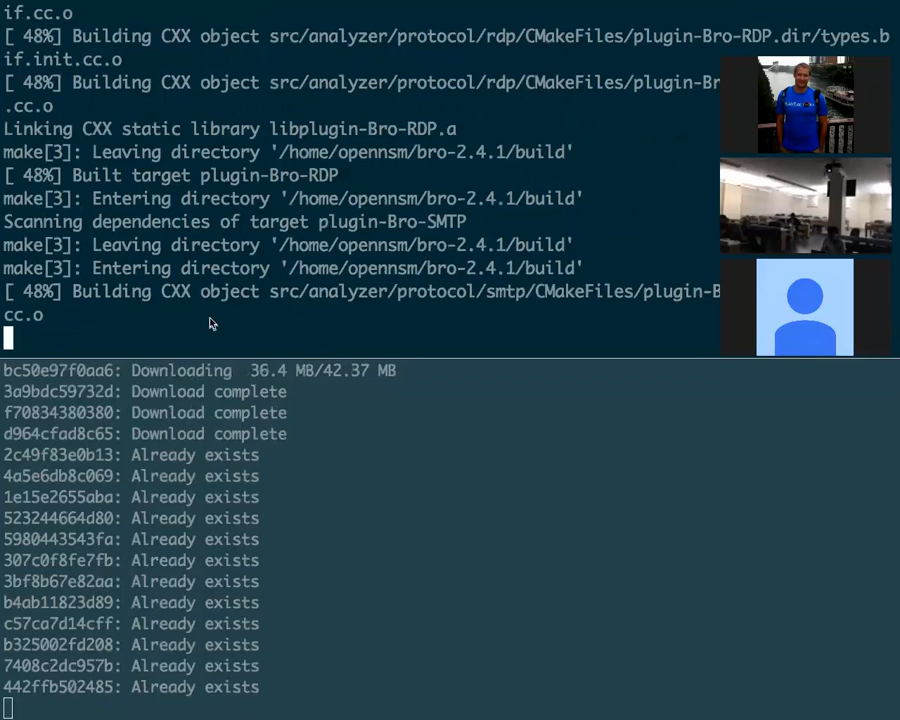 if.cc.o
[ 48%] Building CXX object src/analyzer/protocol/rdp/CMakeFiles/plugin-Bro-RDP.dir/types.b
if.init.cc.o
[ 48%] Building CXX object src/analyzer/protocol/rdp/CMakeFiles/plugin-Br
.cc.o
Linking CXX static library libplugin-Bro-RDP.a
make[3]: Leaving directory '/home/opennsm/bro-2.4.1/build'
[ 48%] Built target plugin-Bro-RDP
make[3]: Entering directory '/home/opennsm/bro-2.4.1/build'
Scanning dependencies of target plugin-Bro-SMTP
make[3]: Leaving directory '/home/opennsm/bro-2.4.1/build'
make[3]: Entering directory '/home/opennsm/bro-2.4.1/build'
[ 48%] Building CXX object src/analyzer/protocol/smtp/CMakeFiles/plugin-B
cc.o
bc50e97f0aa6: Downloading  36.4 MB/42.37 MB
3a9bdc59732d: Download complete
f70834380380: Download complete
d964cfad8c65: Download complete
2c49f83e0b13: Already exists
4a5e6db8c069: Already exists
1e15e2655aba: Already exists
523244664d80: Already exists
5980443543fa: Already exists
307c0f8fe7fb: Already exists
3bf8b67e82aa: Already exists
b4ab11823d89: Already exists
c57ca7d14cff: Already exists
b325002fd208: Already exists
7408c2dc957b: Already exists
442ffb502485: Already exists